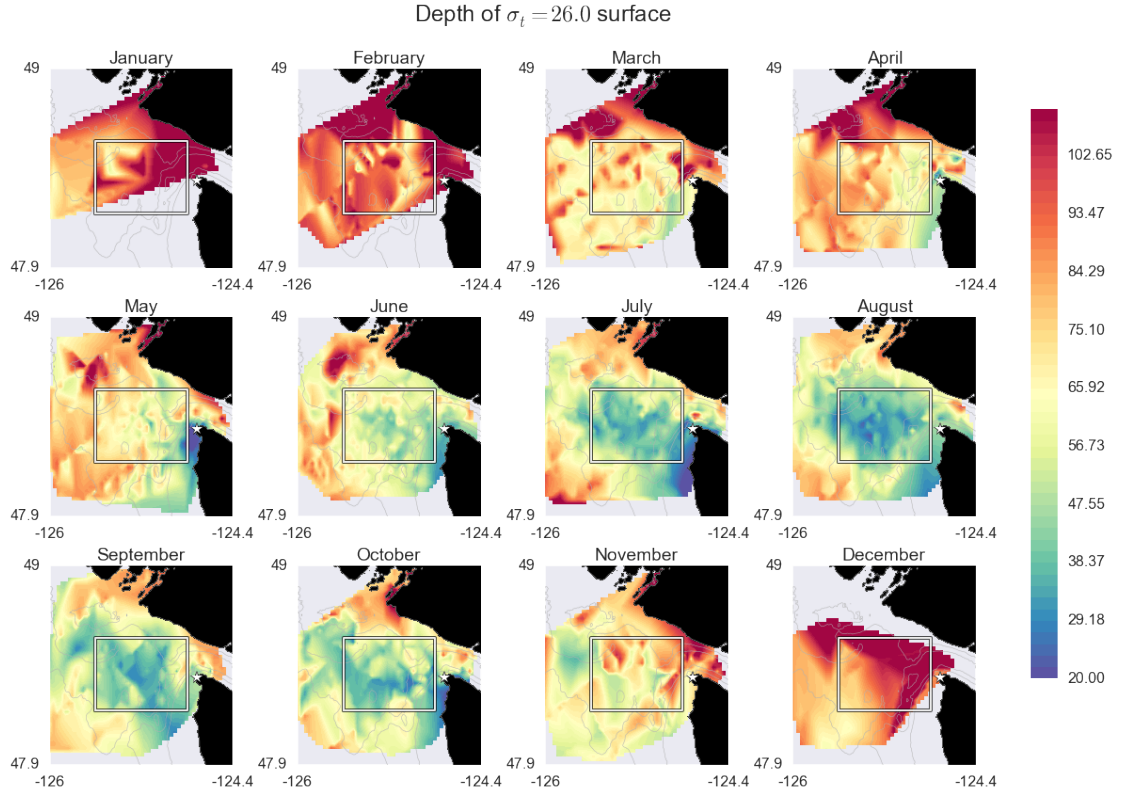 Depth of σt = 26.0 surface
January February March April
49 49 49 49
47.9 47.9 47.9 47.9
-126 -124.4 -126 -124.4 -126 -124.4 -126 -124.4
May June July August
49 49 49 49
47.9 47.9 47.9 47.9
-126 -124.4 -126 -124.4 -126 -124.4 -126 -124.4
September October November December
49 49 49 49
47.9 47.9 47.9 47.9
-126 -124.4 -126 -124.4 -126 -124.4 -126 -124.4
102.65
93.47
84.29
75.10
65.92
56.73
47.55
38.37
29.18
20.00